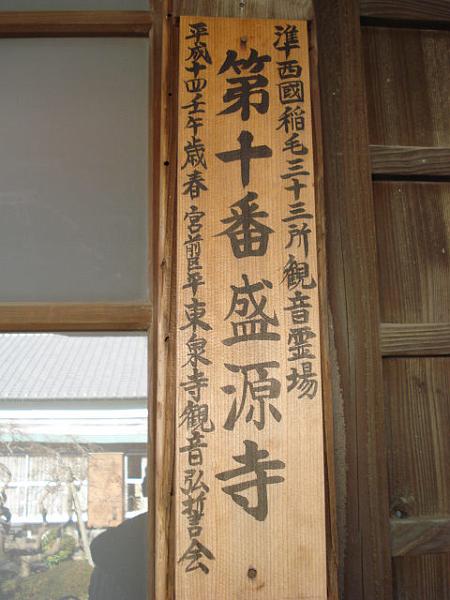 準西國稲毛三十三所観音霊場
第十番盛源寺
平成十四壬午歳春 宮前区平東泉寺観音弘誓会